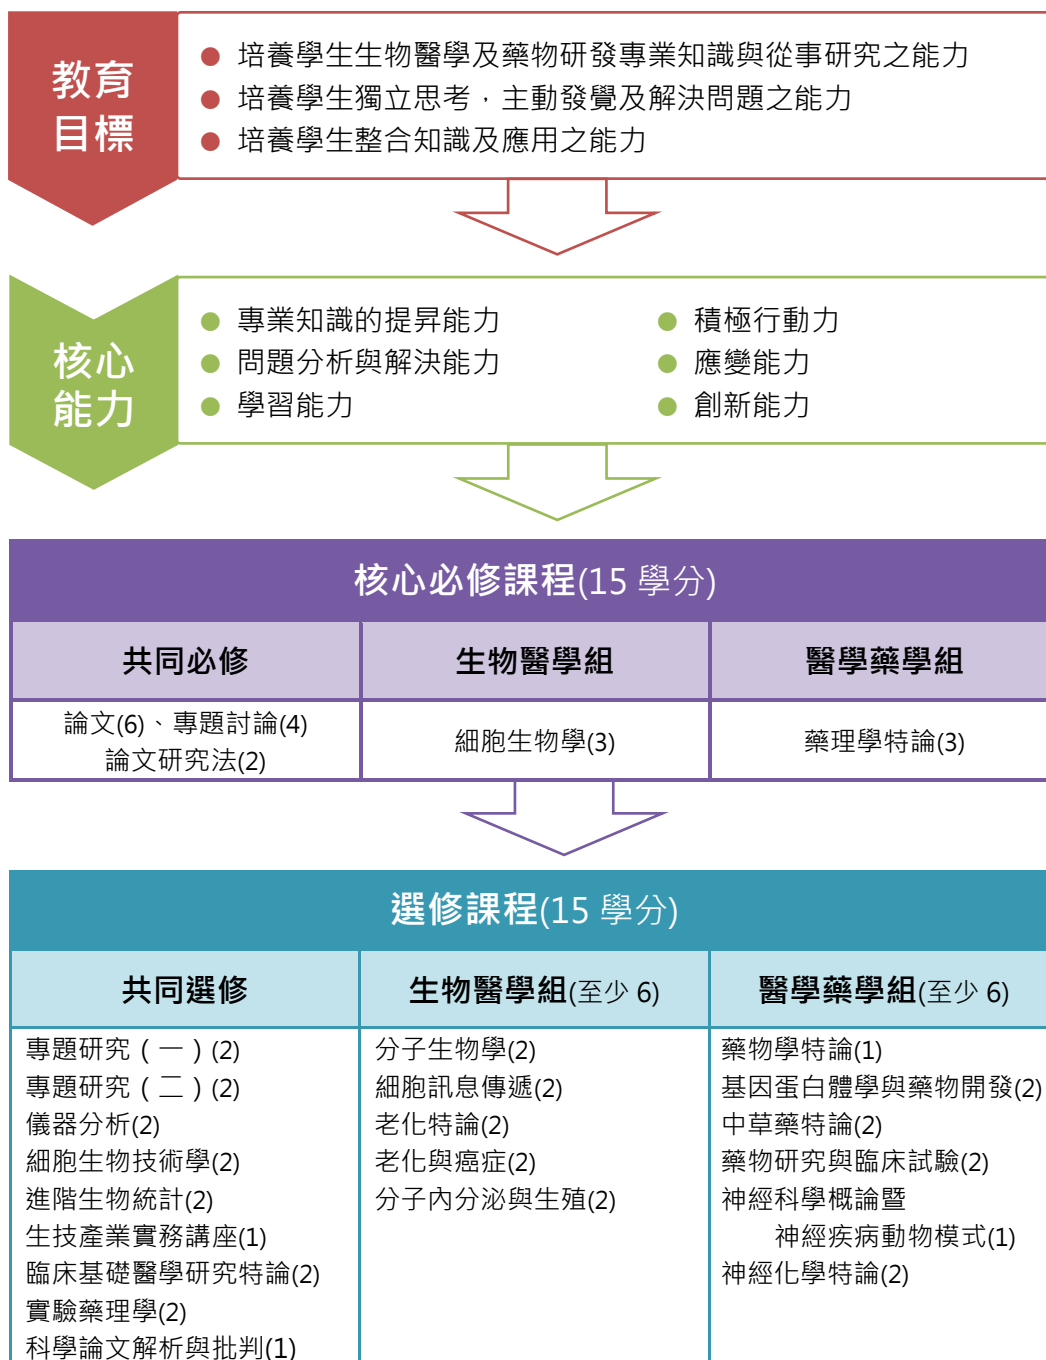 教育
目標
● 培養學生生物醫學及藥物研發專業知識與從事研究之能力
● 培養學生獨立思考，主動發覺及解決問題之能力
● 培養學生整合知識及應用之能力
核心
能力
● 專業知識的提昇能力
● 問題分析與解決能力
● 學習能力
● 積極行動力
● 應變能力
● 創新能力
核心必修課程(15 學分)
共同必修
論文(6)、專題討論(4)
論文研究法(2)
生物醫學組
細胞生物學(3)
醫學藥學組
藥理學特論(3)
選修課程(15 學分)
共同選修
專題研究（一）(2)
專題研究（二）(2)
儀器分析(2)
細胞生物技術學(2)
進階生物統計(2)
生技產業實務講座(1)
臨床基礎醫學研究特論(2)
實驗藥理學(2)
科學論文解析與批判(1)
生物醫學組(至少 6)
分子生物學(2)
細胞訊息傳遞(2)
老化特論(2)
老化與癌症(2)
分子內分泌與生殖(2)
醫學藥學組(至少 6)
藥物學特論(1)
基因蛋白體學與藥物開發(2)
中草藥特論(2)
藥物研究與臨床試驗(2)
神經科學概論暨
神經疾病動物模式(1)
神經化學特論(2)